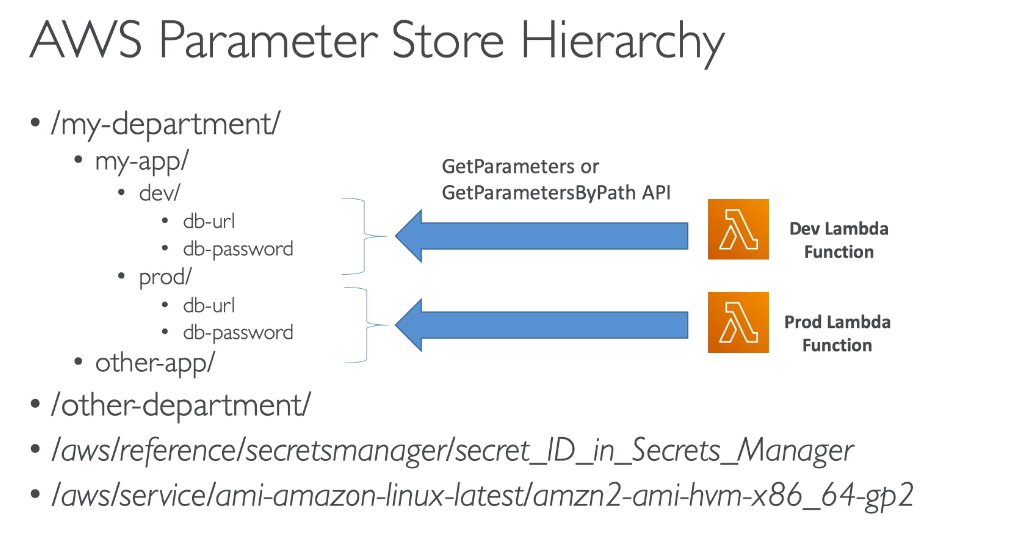 AWS Parameter Store Hierarchy
• /my-department/
• my-app/
• dev/
• db-url
• db-password
• prod/
• db-url
• db-password
• other-app/
• /other-department/
• /aws/reference/secretsmanager/secret_ID_in_Secrets_Manager
• /aws/service/ami-amazon-linux-latest/amzn2-ami-hvm-x86_64-gp2
GetParameters or
GetParametersByPath API
Dev Lambda
Function
Prod Lambda
Function